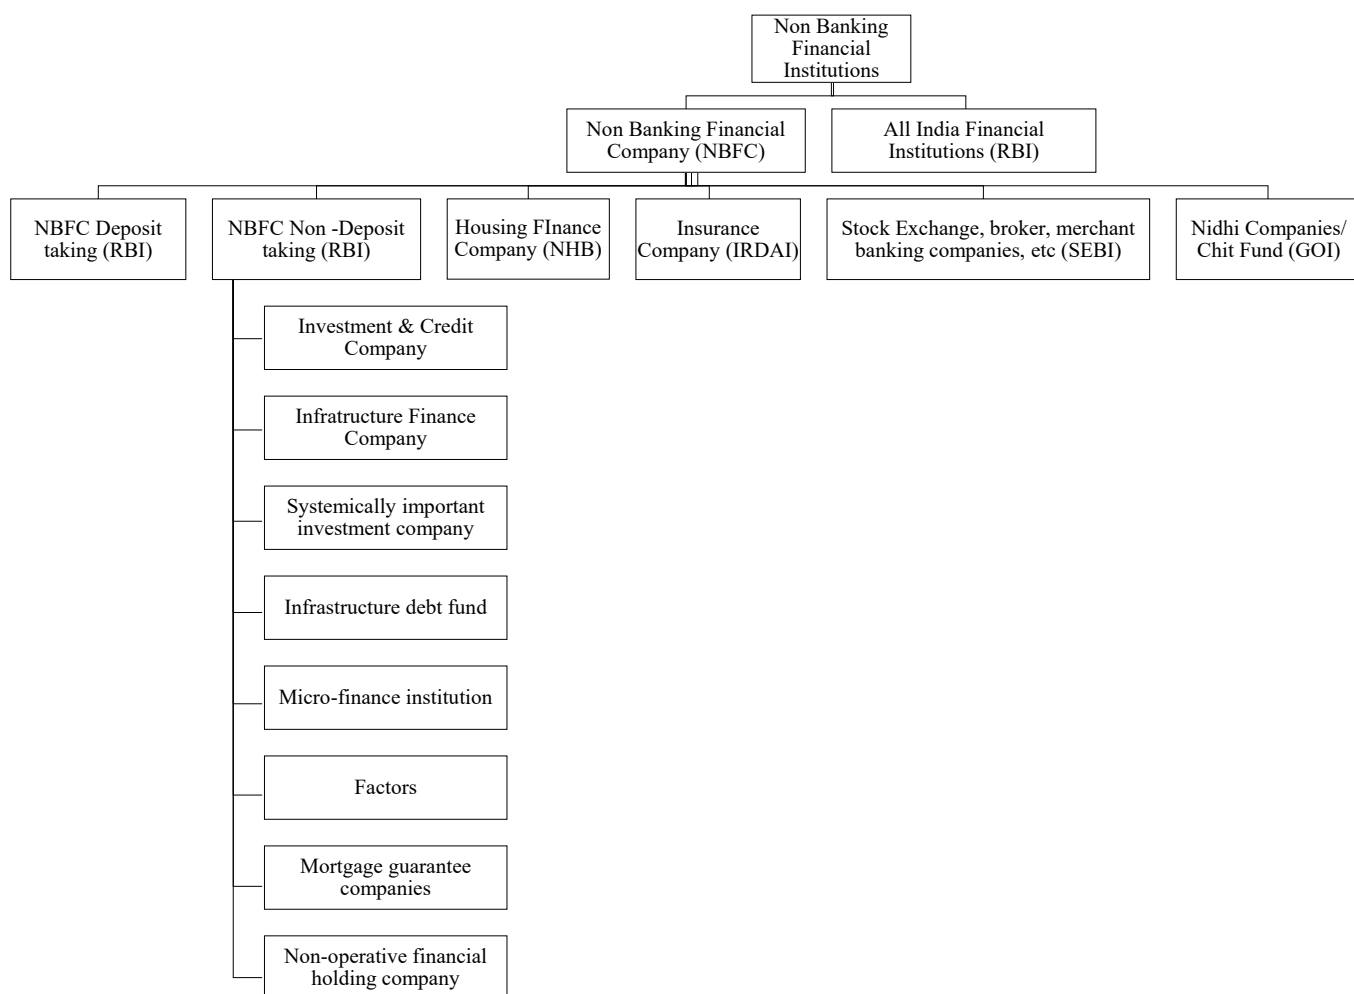 Non Banking
Financial
Institutions
Non Banking Financial
Company (NBFC)
All India Financial
Institutions (RBI)
NBFC Deposit
taking (RBI)
NBFC Non -Deposit
taking (RBI)
Housing FInance
Company (NHB)
Insurance
Company (IRDAI)
Stock Exchange, broker, merchant
banking companies, etc (SEBI)
Nidhi Companies/
Chit Fund (GOI)
Investment & Credit
Company
Infratructure Finance
Company
Systemically important
investment company
Infrastructure debt fund
Micro-finance institution
Factors
Mortgage guarantee
companies
Non-operative financial
holding company